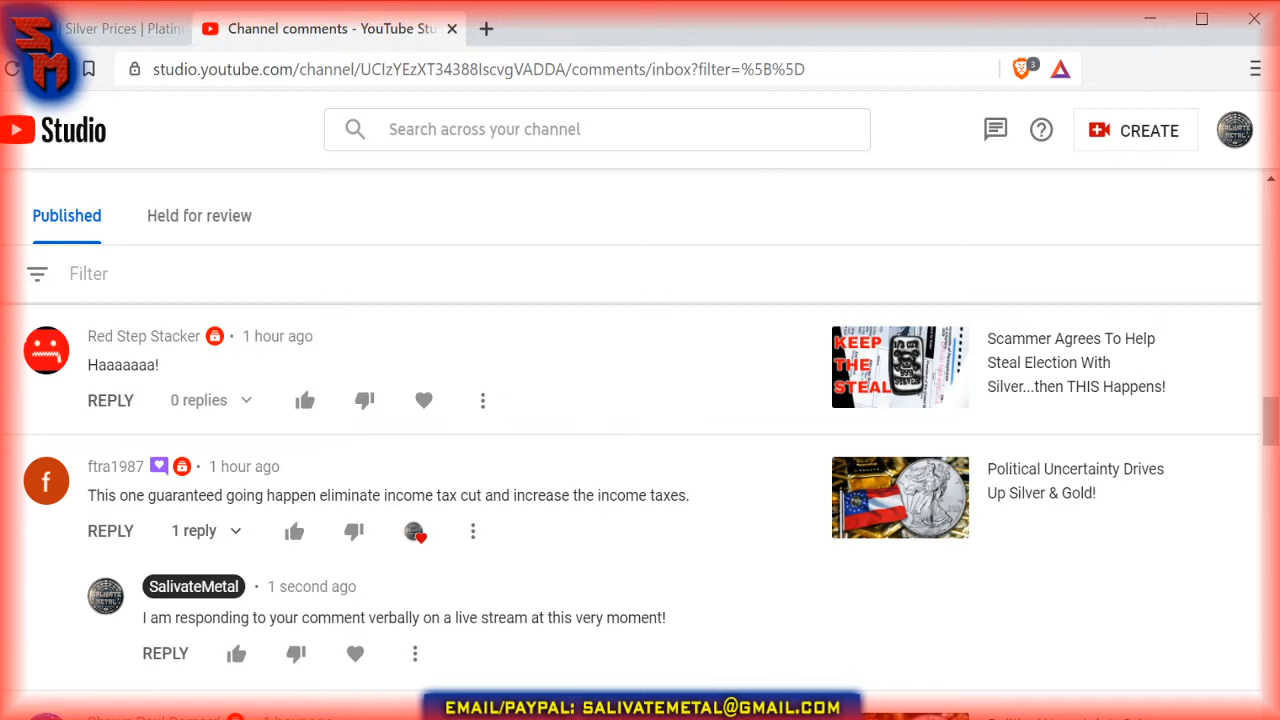 SM
Silver Prices | Platin
Channel comments - YouTube Stu
studio.youtube.com/channel/UCIzYEzXT34388IscvgVADDA/comments/inbox?filter=%5B%5D
3
Studio
Search across your channel
CREATE
Published
Held for review
Filter
Red Step Stacker • 1 hour ago
Haaaaaaa!
REPLY 0 replies
KEEP
THE
STEAL
Scammer Agrees To Help
Steal Election With
Silver...then THIS Happens!
f
ftra1987 • 1 hour ago
This one guaranteed going happen eliminate income tax cut and increase the income taxes.
REPLY 1 reply
Political Uncertainty Drives
Up Silver & Gold!
SalivateMetal • 1 second ago
I am responding to your comment verbally on a live stream at this very moment!
REPLY
EMAIL/PAYPAL: SALIVATEMETAL@GMAIL.COM